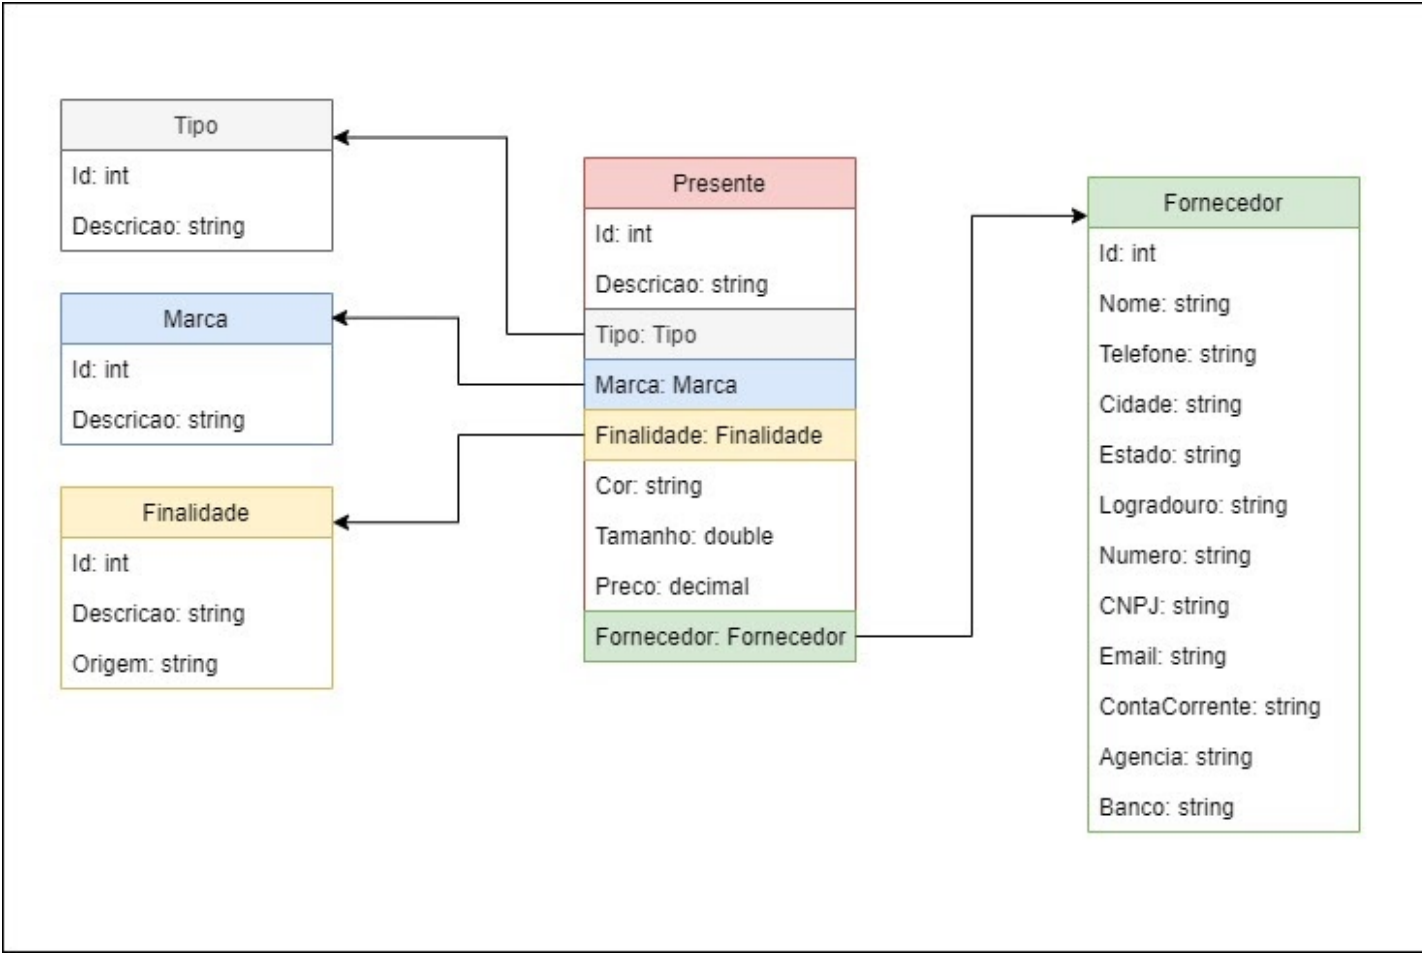 Tipo
Id: int
Descricao: string
Marca
Id: int
Descricao: string
Finalidade
Id: int
Descricao: string
Origem: string
Presente
Id: int
Descricao: string
Tipo: Tipo
Marca: Marca
Finalidade: Finalidade
Cor: string
Tamanho: double
Preco: decimal
Fornecedor: Fornecedor
Fornecedor
Id: int
Nome: string
Telefone: string
Cidade: string
Estado: string
Logradouro: string
Numero: string
CNPJ: string
Email: string
ContaCorrente: string
Agencia: string
Banco: string